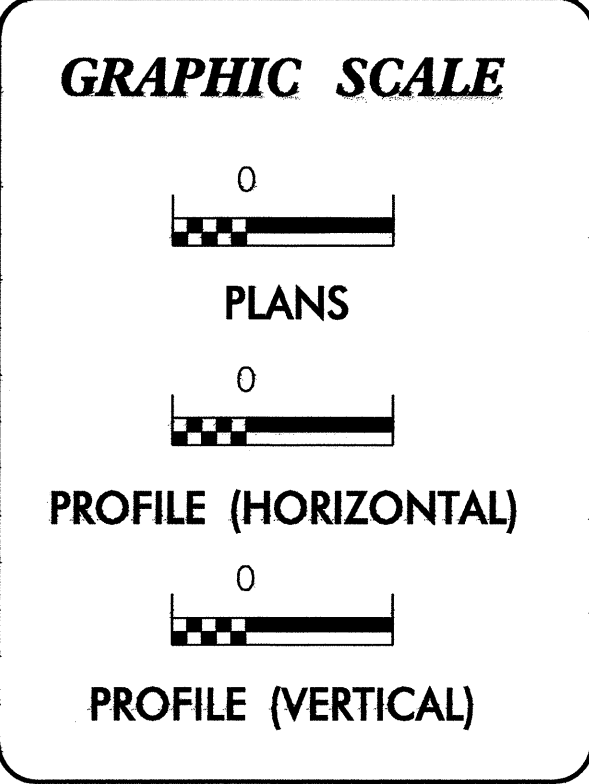 GRAPHIC SCALE
0
PLANS
0
PROFILE (HORIZONTAL)
0
PROFILE (VERTICAL)